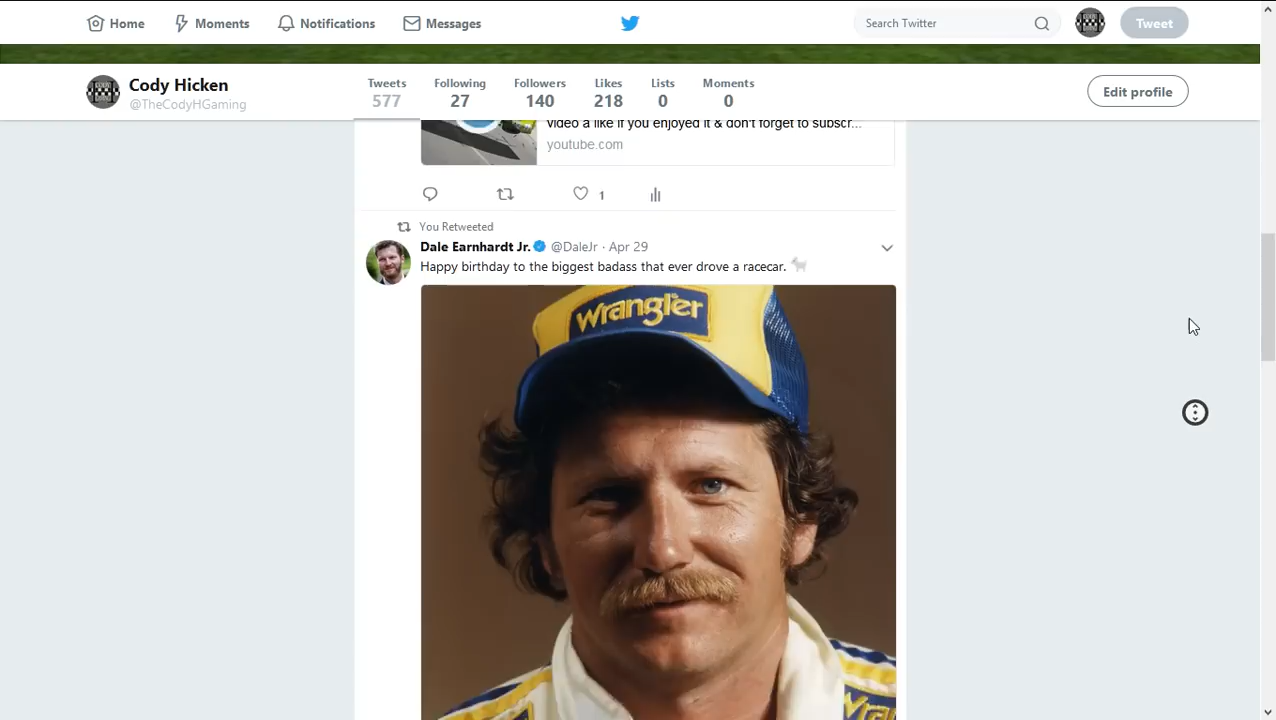 Home Moments Notifications Messages Search Twitter Tweet
Cody Hicken
@TheCodyHGaming
Tweets Following Followers Likes Lists Moments
577 27 140 218 0 0
Edit profile
video a like if you enjoyed it & don't forget to subscr...
youtube.com
1
You Retweeted
Dale Earnhardt Jr. @DaleJr · Apr 29
Happy birthday to the biggest badass that ever drove a racecar.
Wrangler
Wra